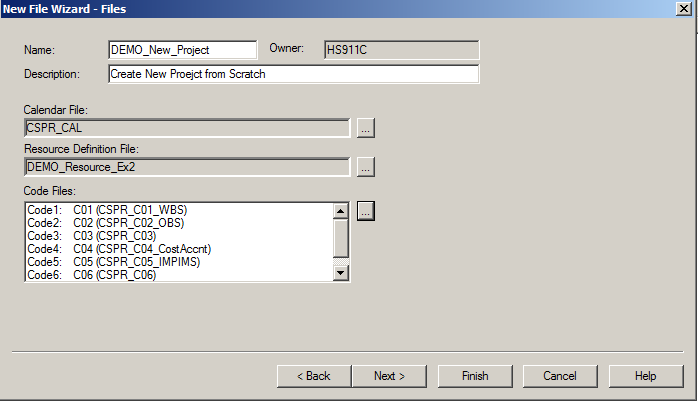 New File Wizard - Files
Name: DEMO_New_Project Owner: HS911C
Description: Create New Proejct from Scratch
Calendar File:
CSPR_CAL
...
Resource Definition File:
DEMO_Resource_Ex2
...
Code Files:
...
Code1: C01 (CSPR_C01_WBS)
Code2: C02 (CSPR_C02_OBS)
Code3: C03 (CSPR_C03)
Code4: C04 (CSPR_C04_CostAccnt)
Code5: C05 (CSPR_C05_IMPIMS)
Code6: C06 (CSPR_C06)
< Back Next > Finish Cancel Help